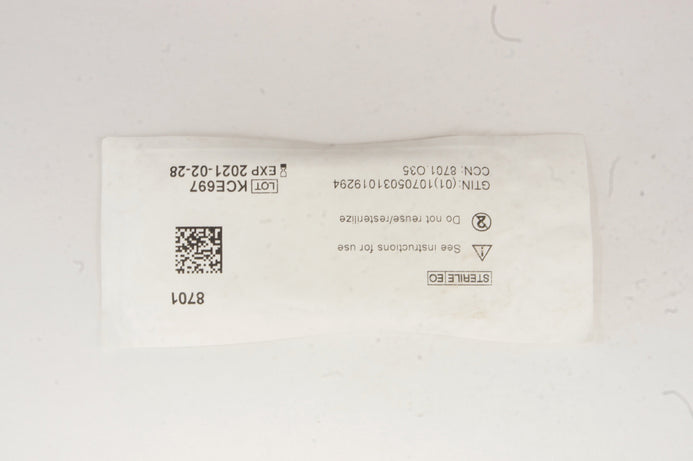 8701
STERILE EO
See instructions for use
Do not reuse/resterilize
GTIN: (01)10705031019294
CCN: 8701.O35
LOT KCE697
EXP 2021-02-28